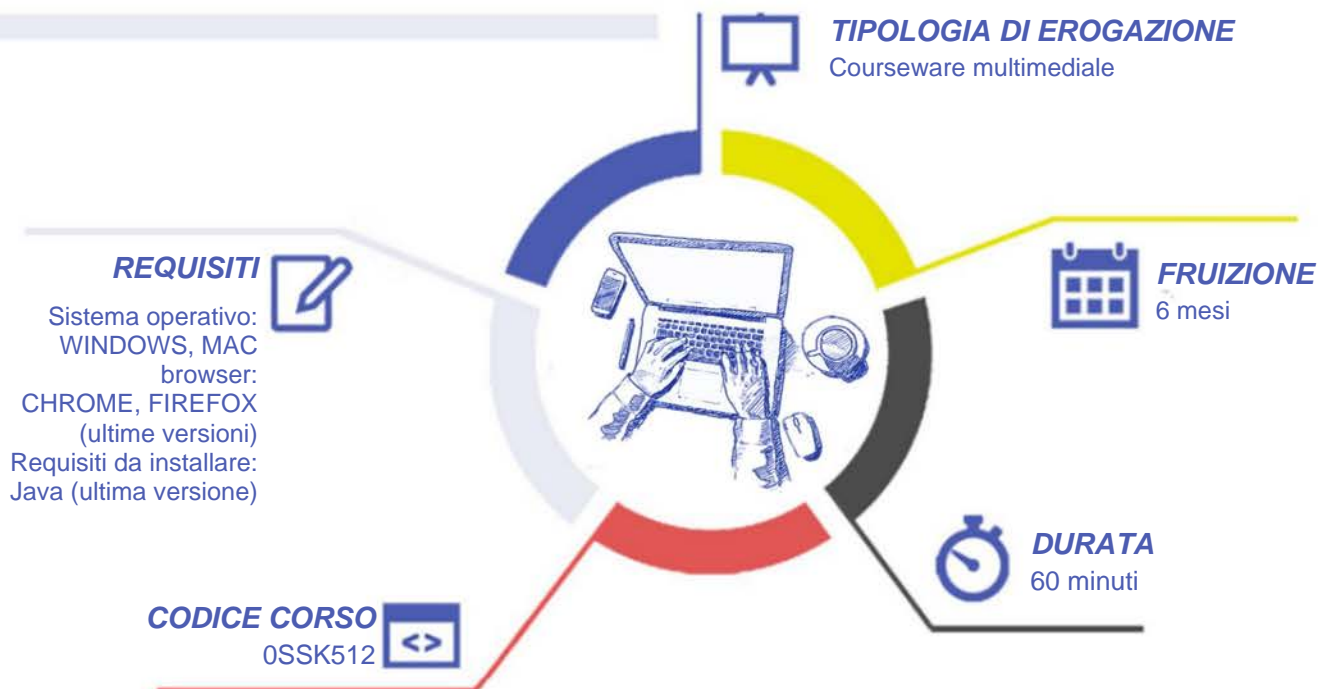 TIPOLOGIA DI EROGAZIONE
Courseware multimediale
REQUISITI
Sistema operativo:
WINDOWS, MAC
browser:
CHROME, FIREFOX
(ultime versioni)
Requisiti da installare:
Java (ultima versione)
FRUIZIONE
6 mesi
DURATA
60 minuti
CODICE CORSO
0SSK512